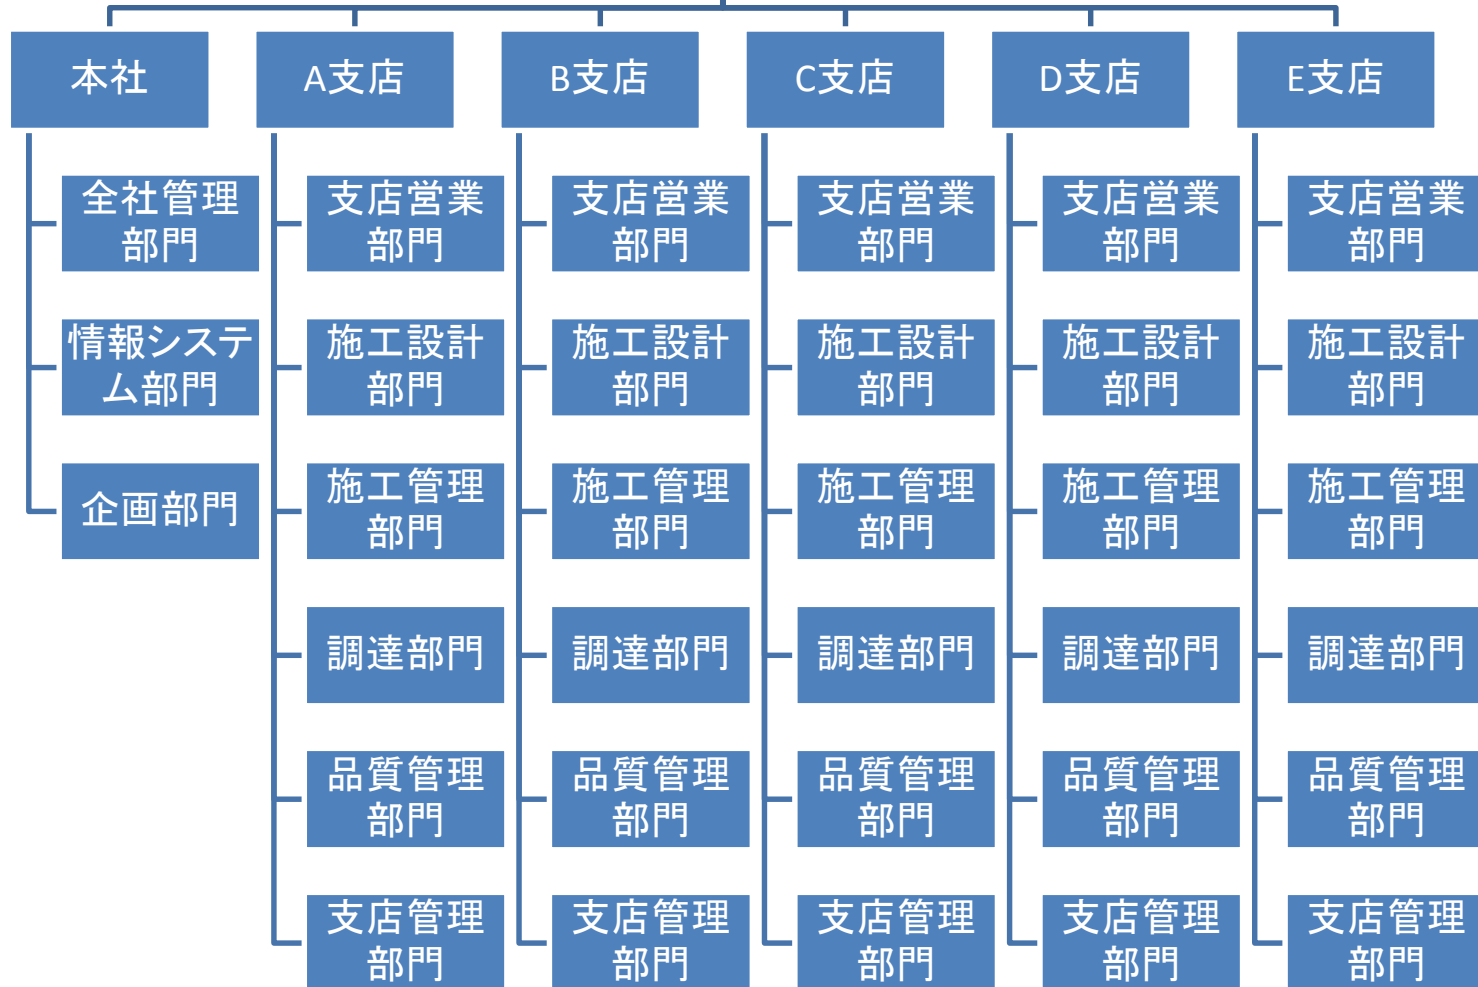 本社
全社管理
部門
情報システ
ム部門
企画部門
A支店
支店営業
部門
施工設計
部門
施工管理
部門
調達部門
品質管理
部門
支店管理
部門
B支店
支店営業
部門
施工設計
部門
施工管理
部門
調達部門
品質管理
部門
支店管理
部門
C支店
支店営業
部門
施工設計
部門
施工管理
部門
調達部門
品質管理
部門
支店管理
部門
D支店
支店営業
部門
施工設計
部門
施工管理
部門
調達部門
品質管理
部門
支店管理
部門
E支店
支店営業
部門
施工設計
部門
施工管理
部門
調達部門
品質管理
部門
支店管理
部門